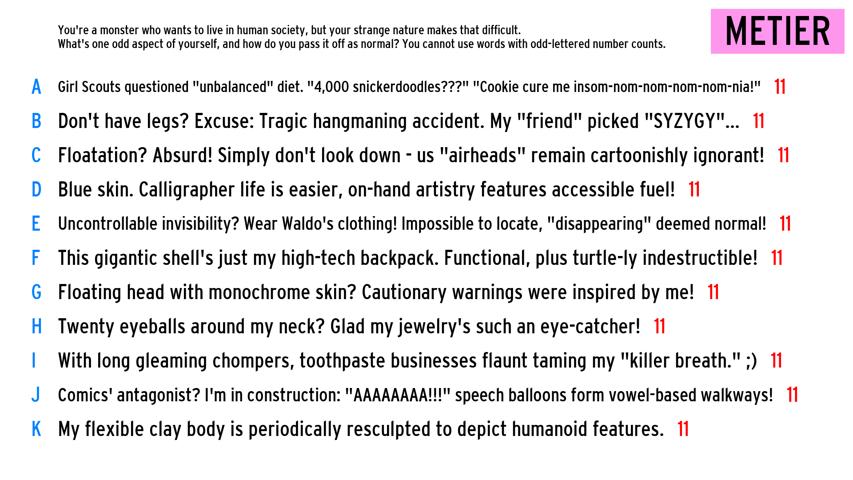 You're a monster who wants to live in human society, but your strange nature makes that difficult.
What's one odd aspect of yourself, and how do you pass it off as normal? You cannot use words with odd-lettered number counts.
METIER
A Girl Scouts questioned "unbalanced" diet. "4,000 snickerdoodles???" "Cookie cure me insom-nom-nom-nom-nom-nia!" 11
B Don't have legs? Excuse: Tragic hangmaning accident. My "friend" picked "SYZYGY"... 11
C Floatation? Absurd! Simply don't look down - us "airheads" remain cartoonishly ignorant! 11
D Blue skin. Calligrapher life is easier, on-hand artistry features accessible fuel! 11
E Uncontrollable invisibility? Wear Waldo's clothing! Impossible to locate, "disappearing" deemed normal! 11
F This gigantic shell's just my high-tech backpack. Functional, plus turtle-ly indestructible! 11
G Floating head with monochrome skin? Cautionary warnings were inspired by me! 11
H Twenty eyeballs around my neck? Glad my jewelry's such an eye-catcher! 11
I With long gleaming chompers, toothpaste businesses flaunt taming my "killer breath." ;) 11
J Comics' antagonist? I'm in construction: "AAAAAAAA!!!" speech balloons form vowel-based walkways! 11
K My flexible clay body is periodically resculpted to depict humanoid features. 11